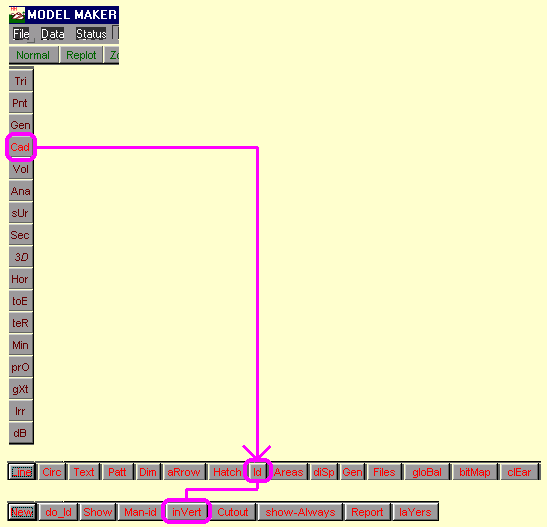 MODEL MAKER
File Data Status
Normal Replot
Tri
Pnt
Gen
Cad
Vol
Ana
sUr
Sec
3D
Hor
toE
teR
Min
prO
gXt
Irr
dB
Line Circ Text Patt Dim aRrow Hatch Id Areas diSp Gen Files gloBal bitMap clEar
New do_Id Show Man-id inVert Cutout show-Always Report laYers